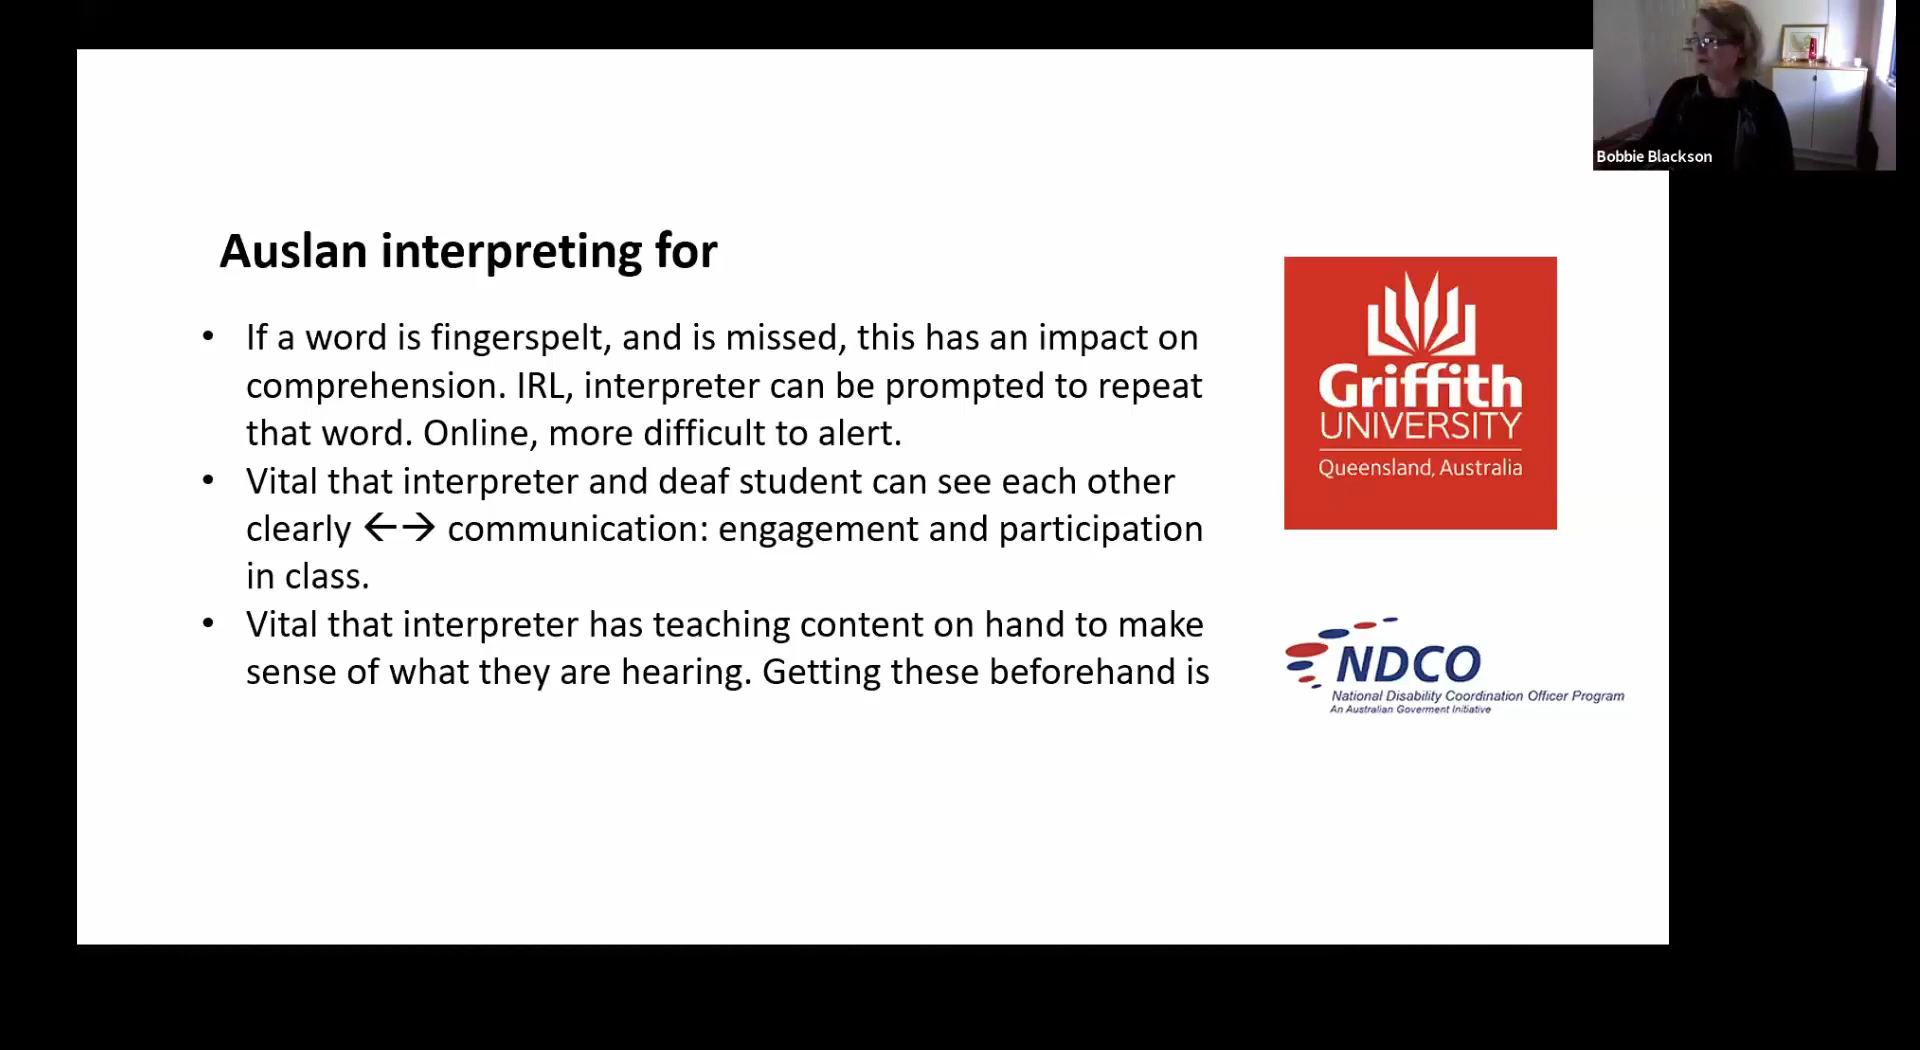 Bobbie Blackson
Auslan interpreting for
• If a word is fingerspelt, and is missed, this has an impact on
comprehension. IRL, interpreter can be prompted to repeat
that word. Online, more difficult to alert.
• Vital that interpreter and deaf student can see each other
clearly ←→ communication: engagement and participation
in class.
• Vital that interpreter has teaching content on hand to make
sense of what they are hearing. Getting these beforehand is
Griffith
UNIVERSITY
Queensland, Australia
NDCO
National Disability Coordination Officer Program
An Australian Goverment Initiative